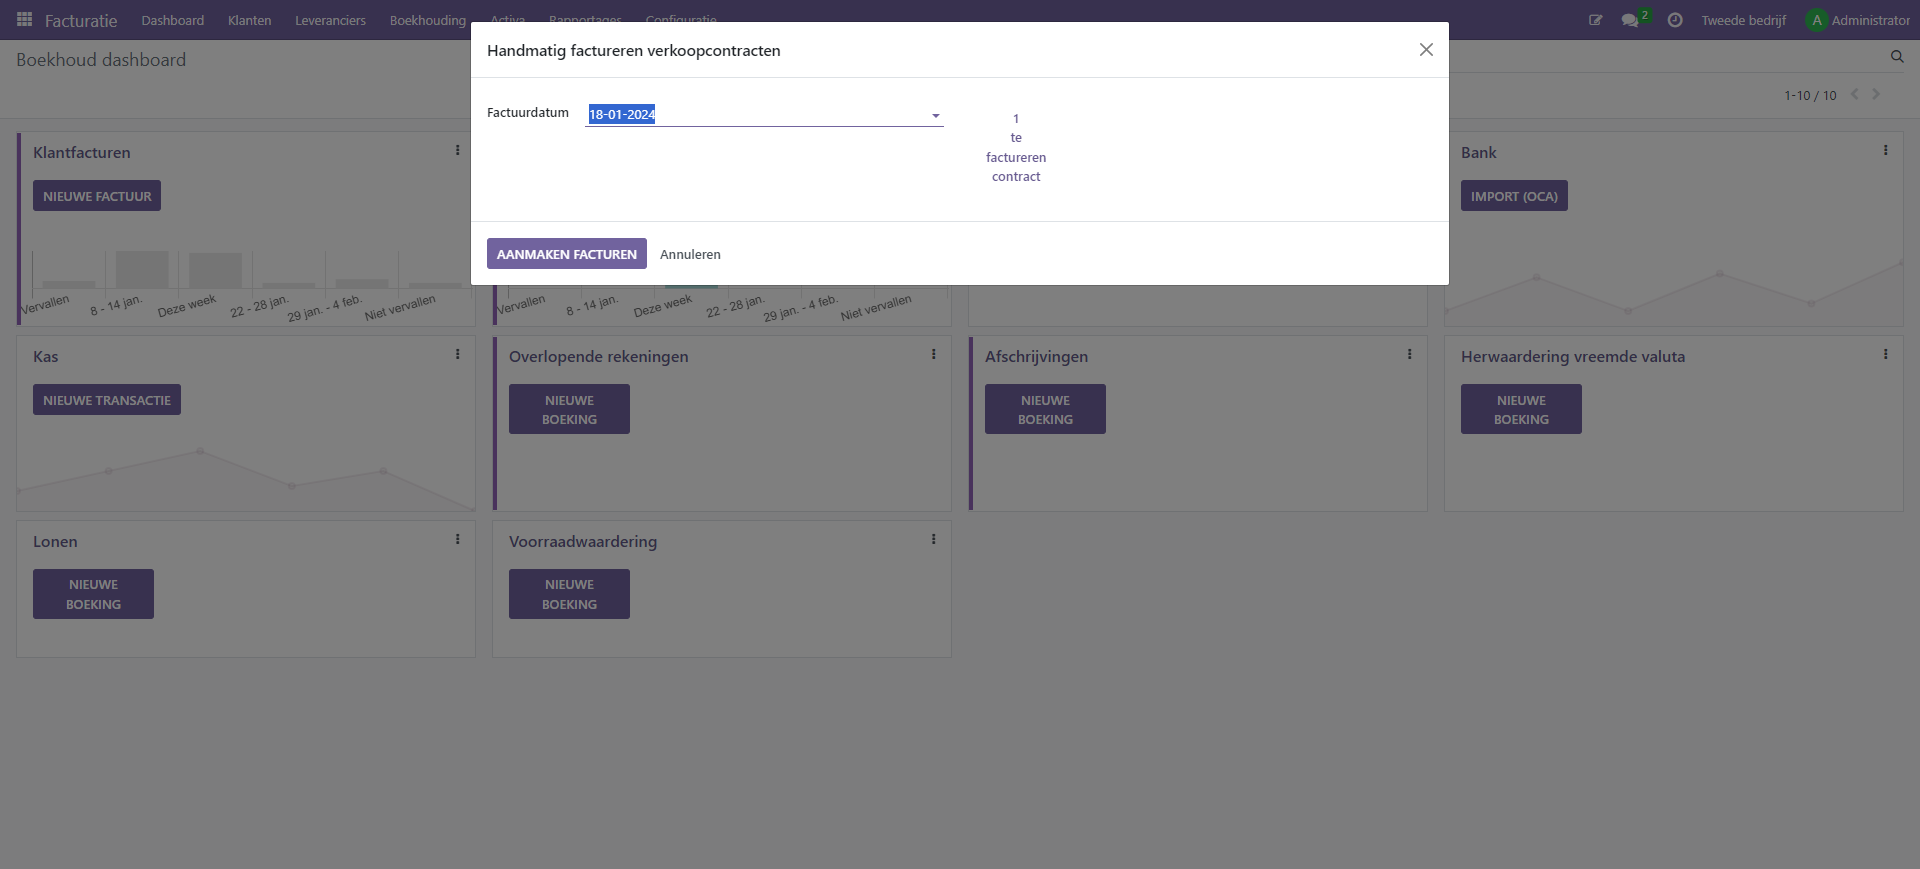 Facturatie Dashboard Klanten Leveranciers Boekhouding Activa Rapportages Configuratie 2 Tweede bedrijf A Administrator
Boekhoud dashboard
1-10 / 10
Handmatig factureren verkoopcontracten
Factuurdatum 18-01-2024
1
te
factureren
contract
AANMAKEN FACTUREN Annuleren
Klantfacturen
NIEUWE FACTUUR
Vervallen 8 - 14 jan. Deze week 22 - 28 jan. 29 jan. - 4 feb. Niet vervallen
Vervallen 8 - 14 jan. Deze week 22 - 28 jan. 29 jan. - 4 feb. Niet vervallen
Bank
IMPORT (OCA)
Kas
NIEUWE TRANSACTIE
Overlopende rekeningen
NIEUWE
BOEKING
Afschrijvingen
NIEUWE
BOEKING
Herwaardering vreemde valuta
NIEUWE
BOEKING
Lonen
NIEUWE
BOEKING
Voorraadwaardering
NIEUWE
BOEKING